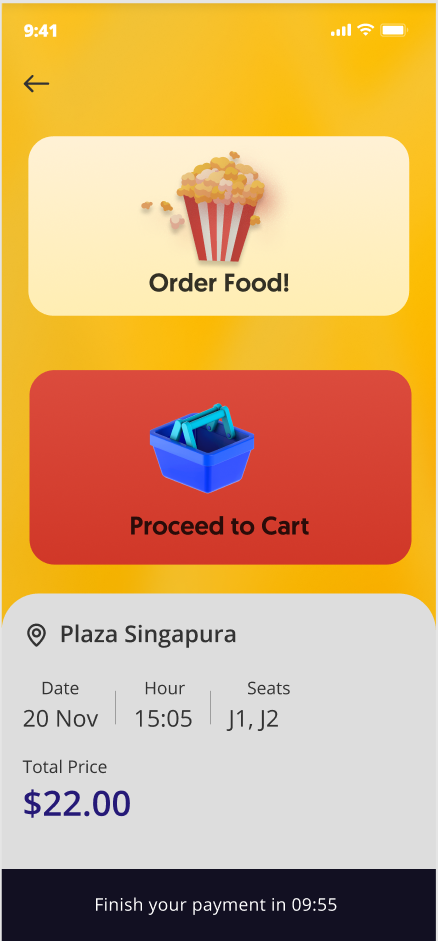 9:41
Order Food!
Proceed to Cart
Plaza Singapura
Date Hour Seats
20 Nov 15:05 J1, J2
Total Price
$22.00
Finish your payment in 09:55